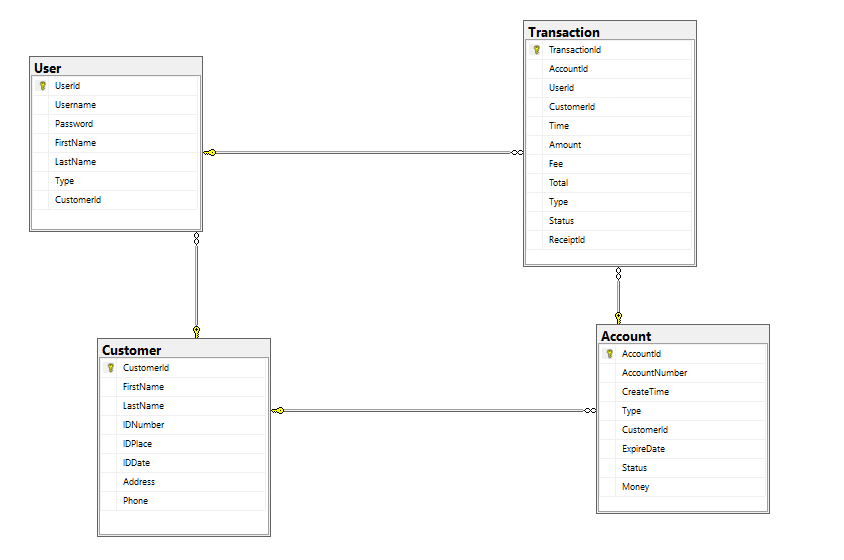 User
UserId
Username
Password
FirstName
LastName
Type
CustomerId
Transaction
TransactionId
AccountId
UserId
CustomerId
Time
Amount
Fee
Total
Type
Status
ReceiptId
Customer
CustomerId
FirstName
LastName
IDNumber
IDPlace
IDDate
Address
Phone
Account
AccountId
AccountNumber
CreateTime
Type
CustomerId
ExpireDate
Status
Money